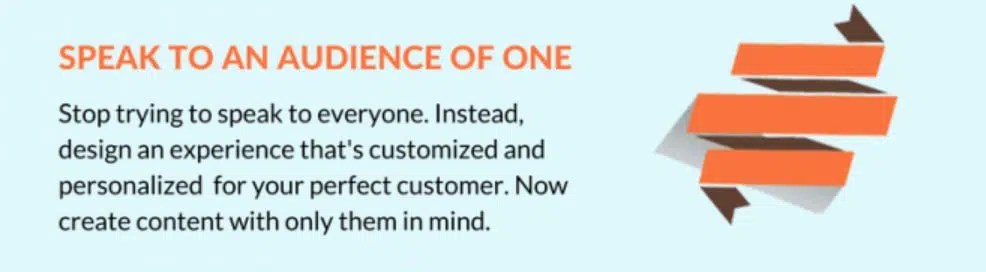 SPEAK TO AN AUDIENCE OF ONE
Stop trying to speak to everyone. Instead,
design an experience that's customized and
personalized  for your perfect customer. Now
create content with only them in mind.